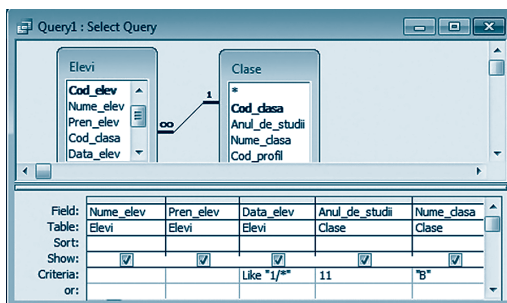 Query1 : Select Query
Elevi
Cod_elev
Nume_elev
Pren_elev
Cod_clasa
Data_elev
∞
1
Clase
*
Cod_clasa
Anul_de_studii
Nume_clasa
Cod_profil
Field: Nume_elev Pren_elev Data_elev Anul_de_studii Nume_clasa
Table: Elevi Elevi Elevi Clase Clase
Sort:
Show:
Criteria: Like "1/*" 11 "B"
or: